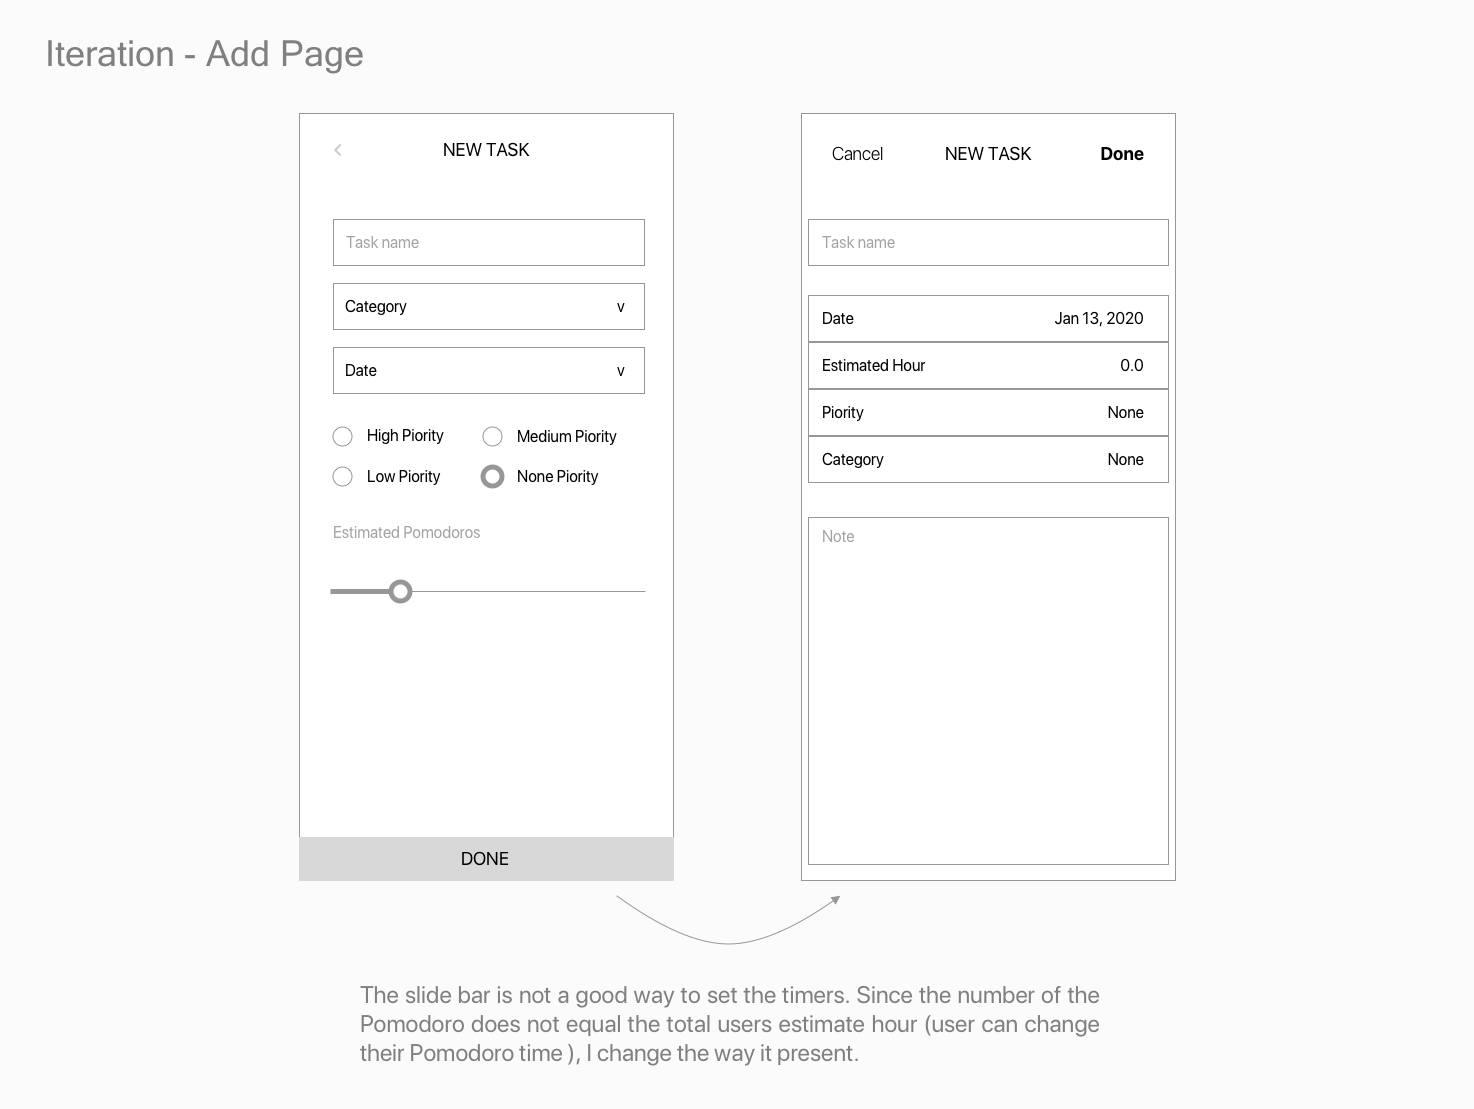 Iteration - Add Page
NEW TASK
Task name
Category v
Date v
High Piority Medium Piority
Low Piority None Piority
Estimated Pomodoros
DONE
Cancel NEW TASK Done
Task name
Date Jan 13, 2020
Estimated Hour 0.0
Piority None
Category None
Note
The slide bar is not a good way to set the timers. Since the number of the
Pomodoro does not equal the total users estimate hour (user can change
their Pomodoro time ), I change the way it present.